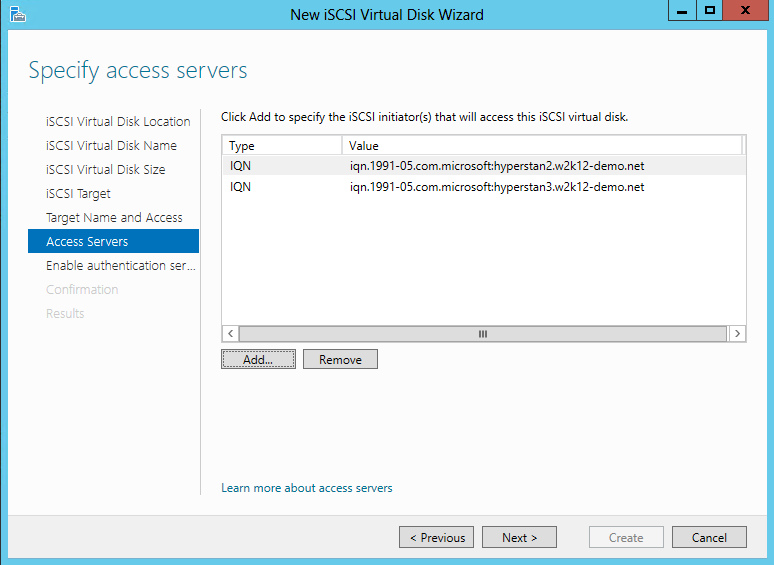 New iSCSI Virtual Disk Wizard
Specify access servers
iSCSI Virtual Disk Location
iSCSI Virtual Disk Name
iSCSI Virtual Disk Size
iSCSI Target
Target Name and Access
Access Servers
Enable authentication ser...
Confirmation
Results
Click Add to specify the iSCSI initiator(s) that will access this iSCSI virtual disk.
Type Value
IQN iqn.1991-05.com.microsoft:hyperstan2.w2k12-demo.net
IQN iqn.1991-05.com.microsoft:hyperstan3.w2k12-demo.net
Add... Remove
Learn more about access servers
< Previous Next > Create Cancel